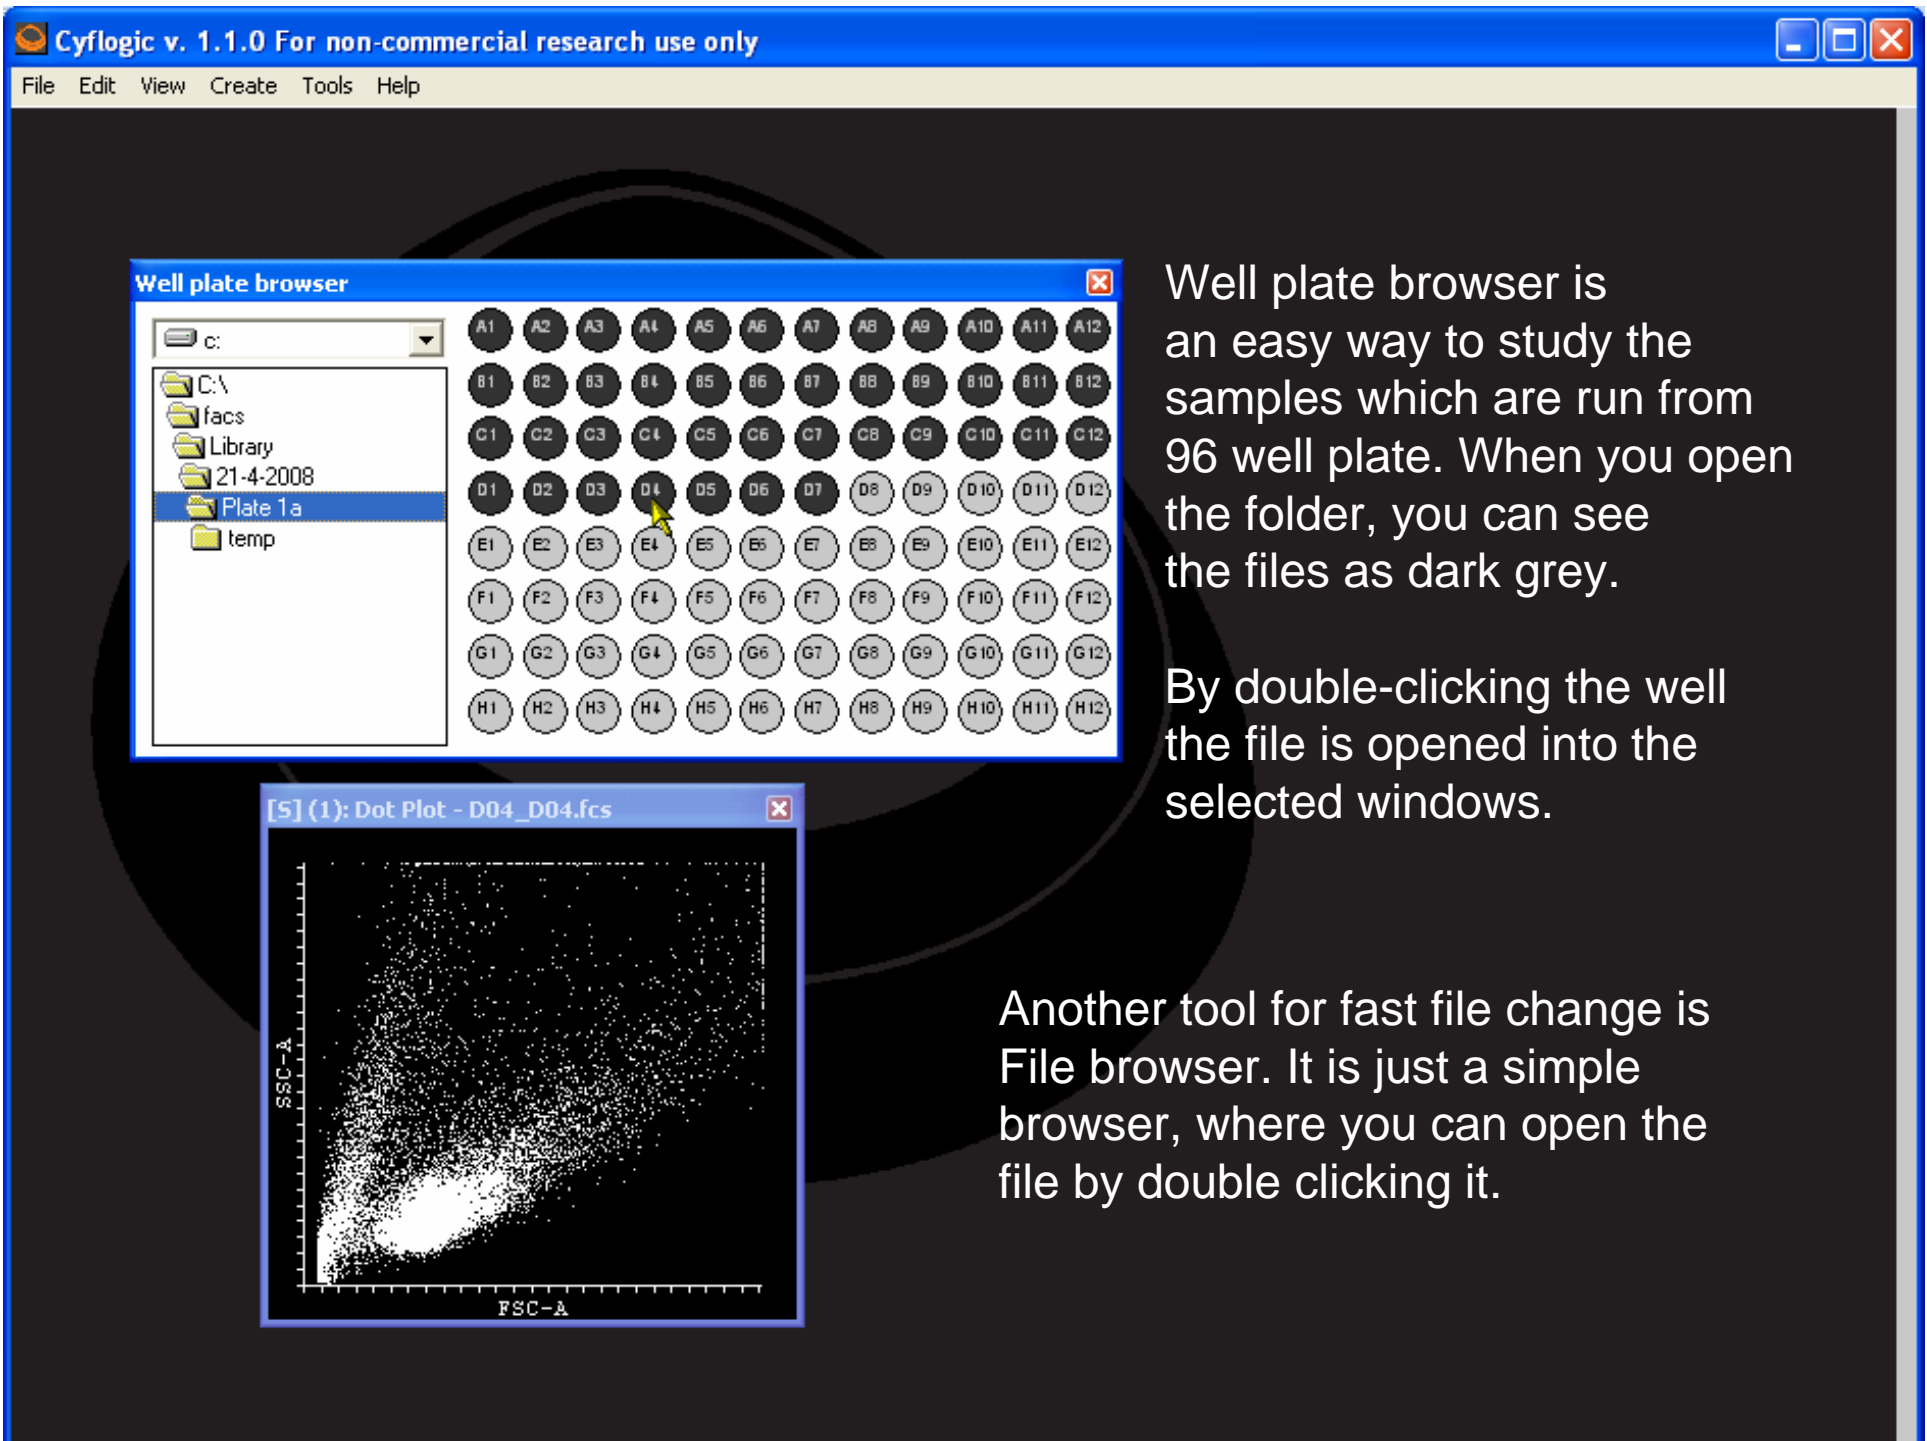 Cyflogic v. 1.1.0 For non-commercial research use only
File Edit View Create Tools Help
Well plate browser
c:
C:\
facs
Library
21-4-2008
Plate 1a
temp
A1 A2 A3 A4 A5 A6 A7 A8 A9 A10 A11 A12
B1 B2 B3 B4 B5 B6 B7 B8 B9 B10 B11 B12
C1 C2 C3 C4 C5 C6 C7 C8 C9 C10 C11 C12
D1 D2 D3 D4 D5 D6 D7 D8 D9 D10 D11 D12
E1 E2 E3 E4 E5 E6 E7 E8 E9 E10 E11 E12
F1 F2 F3 F4 F5 F6 F7 F8 F9 F10 F11 F12
G1 G2 G3 G4 G5 G6 G7 G8 G9 G10 G11 G12
H1 H2 H3 H4 H5 H6 H7 H8 H9 H10 H11 H12
Well plate browser is
an easy way to study the
samples which are run from
96 well plate. When you open
the folder, you can see
the files as dark grey.
By double-clicking the well
the file is opened into the
selected windows.
[S] (1): Dot Plot - D04_D04.fcs
SSC-A
FSC-A
Another tool for fast file change is
File browser. It is just a simple
browser, where you can open the
file by double clicking it.